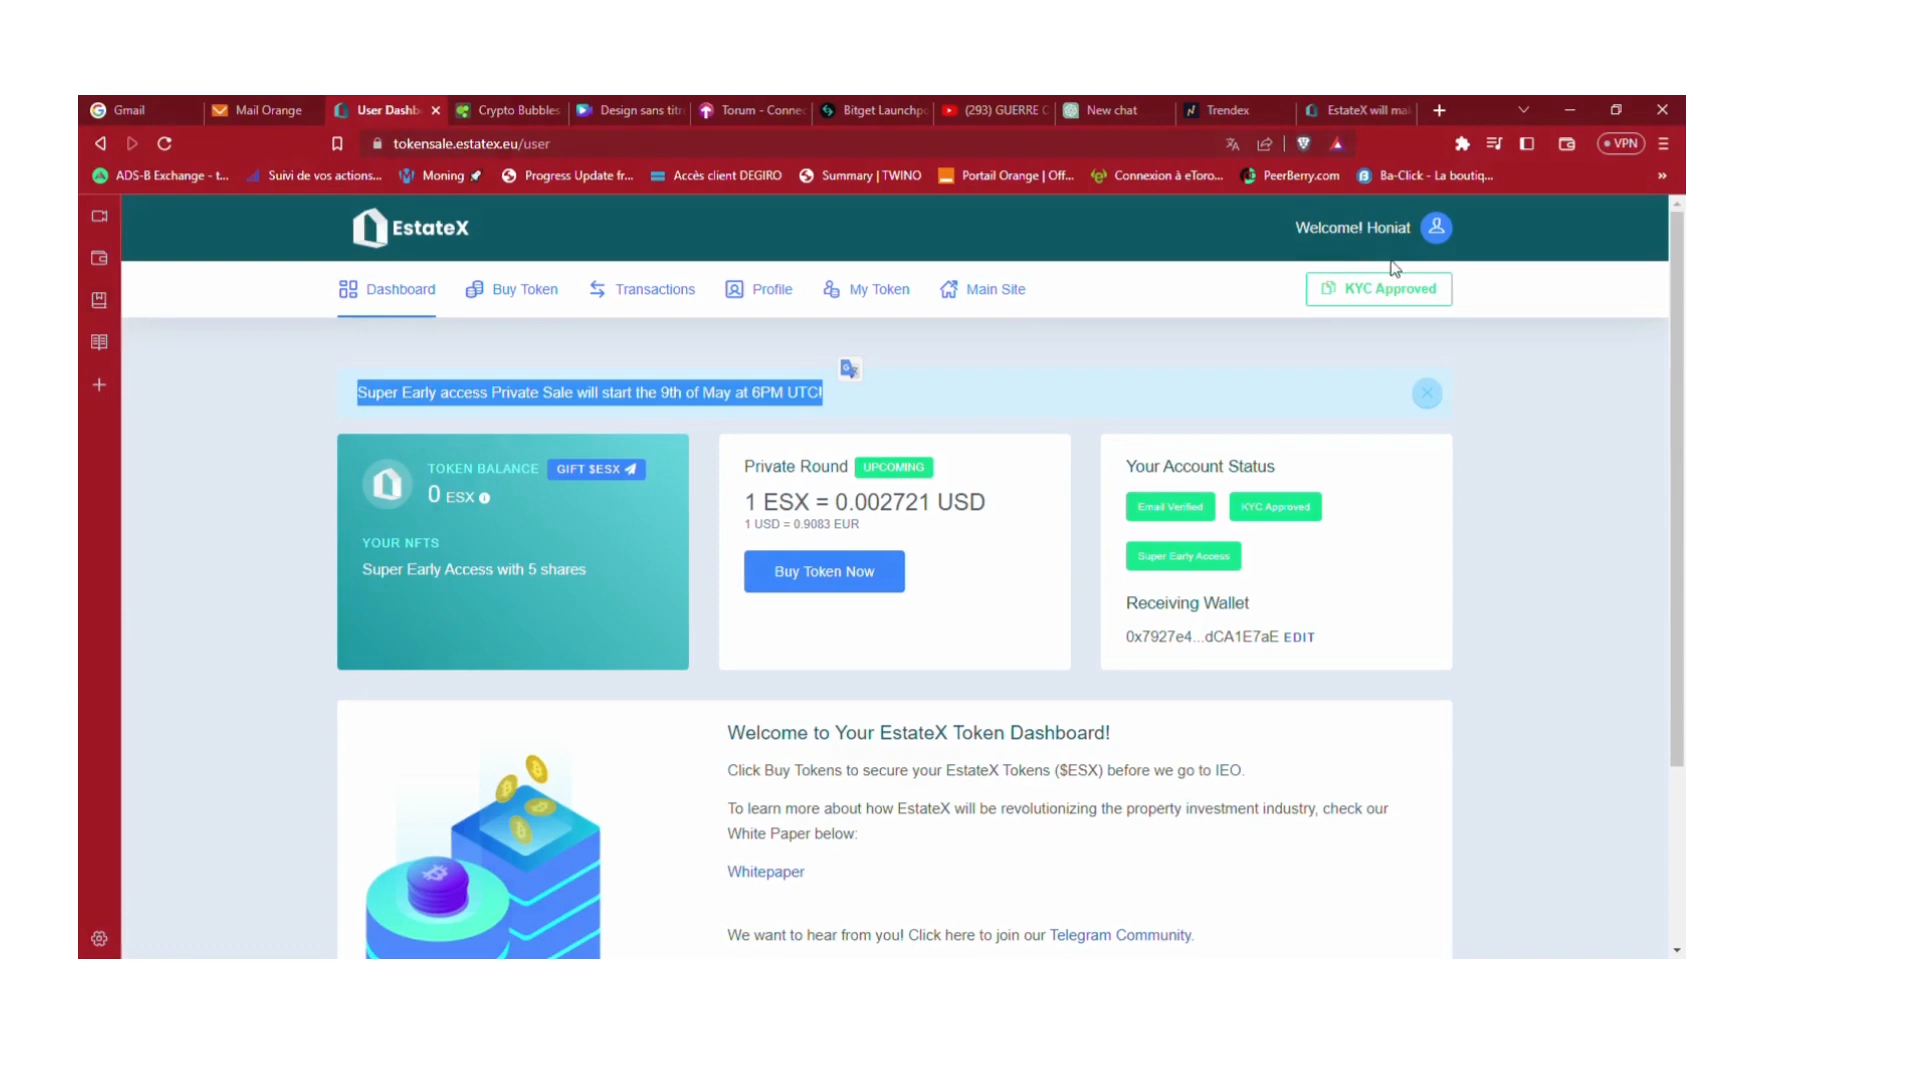 Gmail
Mail Orange
User Dashb
Crypto Bubbles
Design sans titr
Torum - Connec
Bitget Launchp
(293) GUERRE C
New chat
Trendex
EstateX will ma
tokensale.estatex.eu/user
VPN
ADS-B Exchange - t...
Suivi de vos actions...
Moning
Progress Update fr...
Accès client DEGIRO
Summary | TWINO
Portail Orange | Off...
Connexion à eToro...
PeerBerry.com
Ba-Click - La boutiq...
EstateX
Welcome! Honiat
Dashboard
Buy Token
Transactions
Profile
My Token
Main Site
KYC Approved
Super Early access Private Sale will start the 9th of May at 6PM UTC!
TOKEN BALANCE
GIFT $ESX
0 ESX
YOUR NFTS
Super Early Access with 5 shares
Private Round UPCOMING
1 ESX = 0.002721 USD
1 USD = 0.9083 EUR
Buy Token Now
Your Account Status
Email Verified
KYC Approved
Super Early Access
Receiving Wallet
0x7927e4...dCA1E7aE EDIT
Welcome to Your EstateX Token Dashboard!
Click Buy Tokens to secure your EstateX Tokens ($ESX) before we go to IEO.
To learn more about how EstateX will be revolutionizing the property investment industry, check our
White Paper below:
Whitepaper
We want to hear from you! Click here to join our Telegram Community.